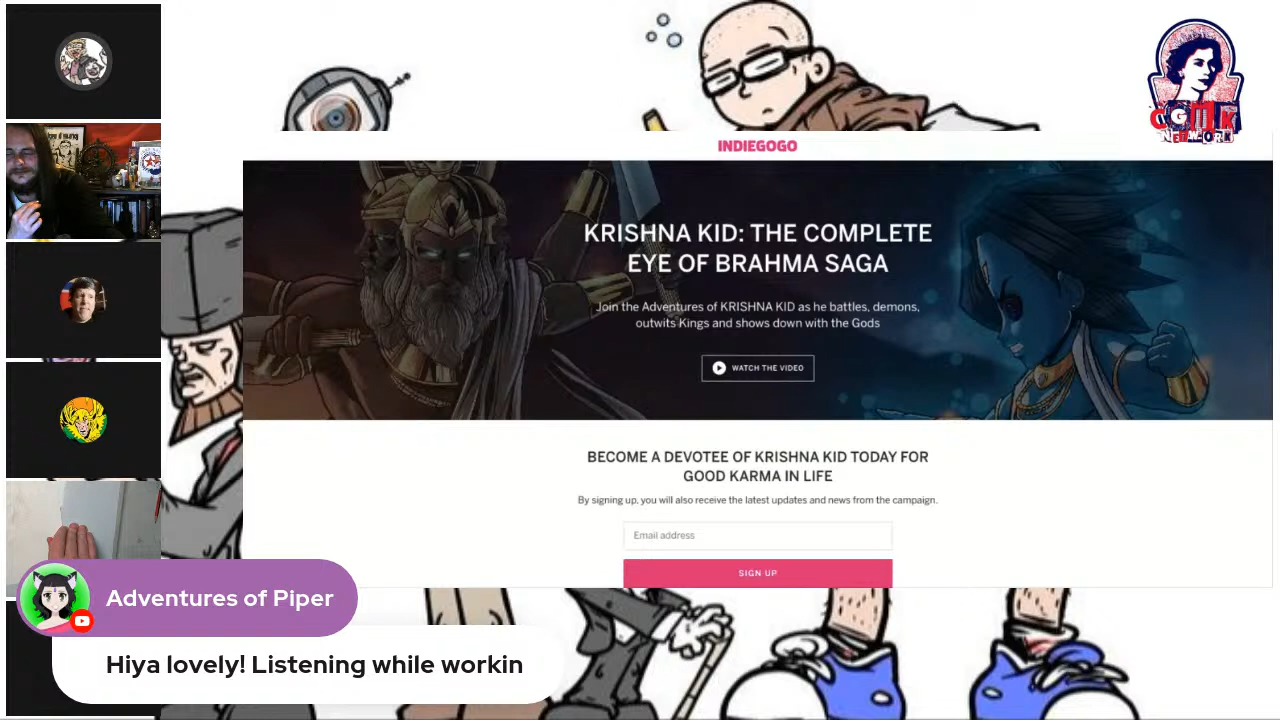 CGMK
NETWORK
INDIEGOGO
KRISHNA KID: THE COMPLETE
EYE OF BRAHMA SAGA
Join the Adventures of KRISHNA KID as he battles, demons,
outwits Kings and shows down with the Gods
WATCH THE VIDEO
BECOME A DEVOTEE OF KRISHNA KID TODAY FOR
GOOD KARMA IN LIFE
By signing up, you will also receive the latest updates and news from the campaign.
Email address
SIGN UP
Adventures of Piper
Hiya lovely! Listening while workin